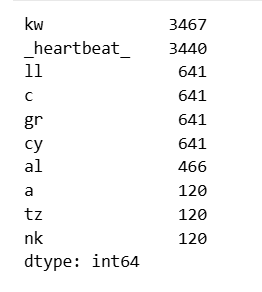 kw 3467
_heartbeat_ 3440
ll 641
c 641
gr 641
cy 641
al 466
a 120
tz 120
nk 120
dtype: int64